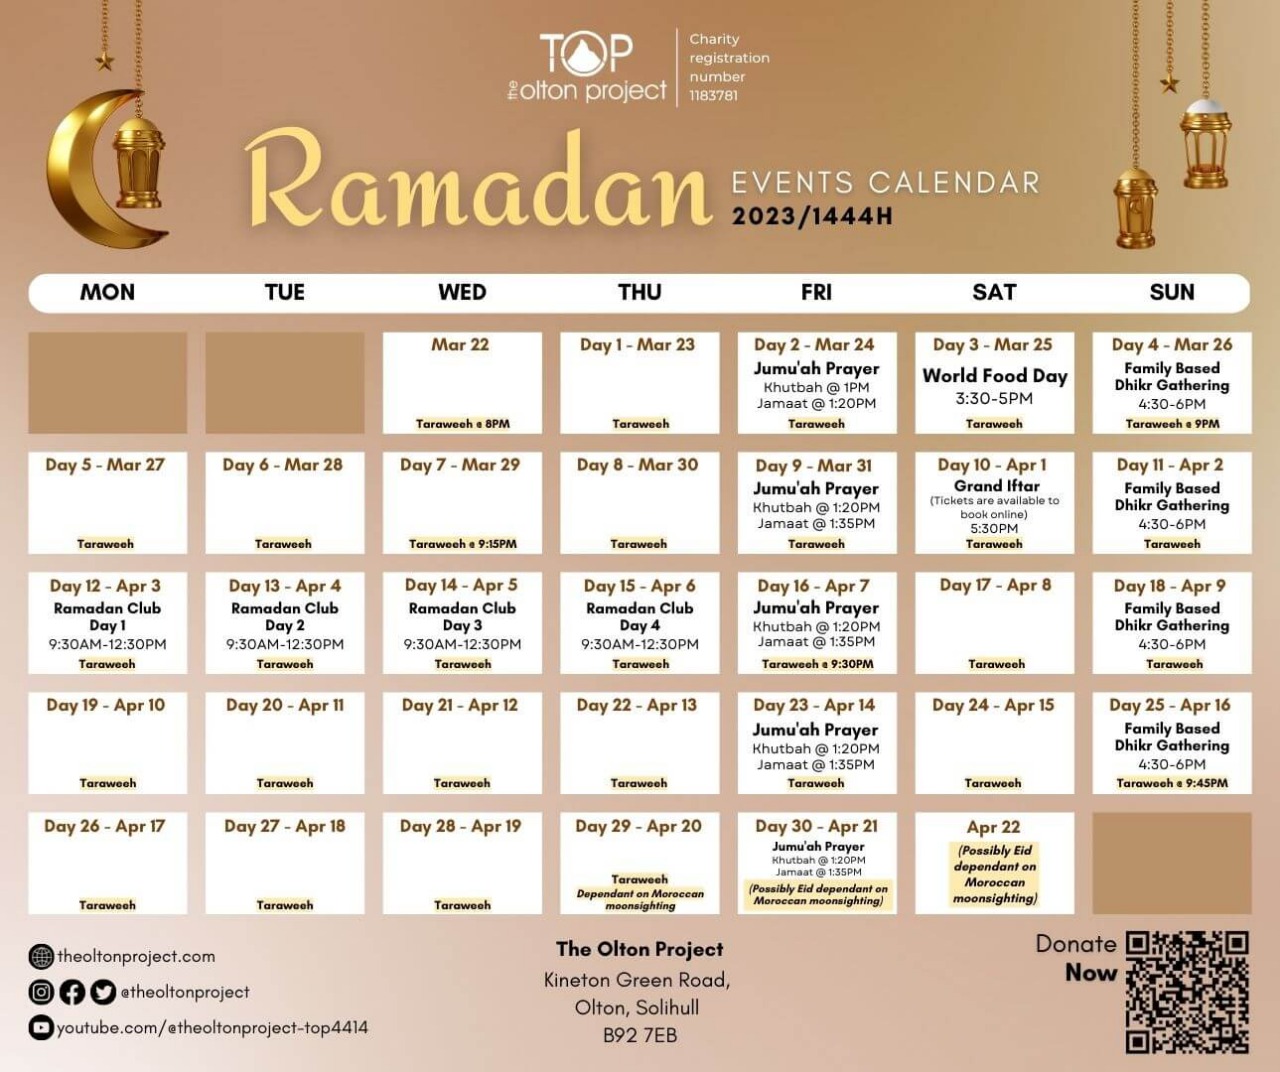 TOP
the olton project
Charity
registration
number
1183781
Ramadan
EVENTS CALENDAR
2023/1444H
MON TUE WED THU FRI SAT SUN
Mar 22
Taraweeh @ 8PM
Day 1 - Mar 23
Taraweeh
Day 2 - Mar 24
Jumu'ah Prayer
Khutbah @ 1PM
Jamaat @ 1:20PM
Taraweeh
Day 3 - Mar 25
World Food Day
3:30-5PM
Taraweeh
Day 4 - Mar 26
Family Based
Dhikr Gathering
4:30-6PM
Taraweeh @ 9PM
Day 5 - Mar 27
Taraweeh
Day 6 - Mar 28
Taraweeh
Day 7 - Mar 29
Taraweeh @ 9:15PM
Day 8 - Mar 30
Taraweeh
Day 9 - Mar 31
Jumu'ah Prayer
Khutbah @ 1:20PM
Jamaat @ 1:35PM
Taraweeh
Day 10 - Apr 1
Grand Iftar
(Tickets are available to
book online)
5:30PM
Taraweeh
Day 11 - Apr 2
Family Based
Dhikr Gathering
4:30-6PM
Taraweeh
Day 12 - Apr 3
Ramadan Club
Day 1
9:30AM-12:30PM
Taraweeh
Day 13 - Apr 4
Ramadan Club
Day 2
9:30AM-12:30PM
Taraweeh
Day 14 - Apr 5
Ramadan Club
Day 3
9:30AM-12:30PM
Taraweeh
Day 15 - Apr 6
Ramadan Club
Day 4
9:30AM-12:30PM
Taraweeh
Day 16 - Apr 7
Jumu'ah Prayer
Khutbah @ 1:20PM
Jamaat @ 1:35PM
Taraweeh @ 9:30PM
Day 17 - Apr 8
Taraweeh
Day 18 - Apr 9
Family Based
Dhikr Gathering
4:30-6PM
Taraweeh
Day 19 - Apr 10
Taraweeh
Day 20 - Apr 11
Taraweeh
Day 21 - Apr 12
Taraweeh
Day 22 - Apr 13
Taraweeh
Day 23 - Apr 14
Jumu'ah Prayer
Khutbah @ 1:20PM
Jamaat @ 1:35PM
Taraweeh
Day 24 - Apr 15
Taraweeh
Day 25 - Apr 16
Family Based
Dhikr Gathering
4:30-6PM
Taraweeh @ 9:45PM
Day 26 - Apr 17
Taraweeh
Day 27 - Apr 18
Taraweeh
Day 28 - Apr 19
Taraweeh
Day 29 - Apr 20
Taraweeh
Dependant on Moroccan
moonsighting
Day 30 - Apr 21
Jumu'ah Prayer
Khutbah @ 1:20PM
Jamaat @ 1:35PM
(Possibly Eid dependant on
Moroccan moonsighting)
Apr 22
(Possibly Eid
dependant on
Moroccan
moonsighting)
theoltonproject.com
@theoltonproject
youtube.com/@theoltonproject-top4414
The Olton Project
Kineton Green Road,
Olton, Solihull
B92 7EB
Donate
Now